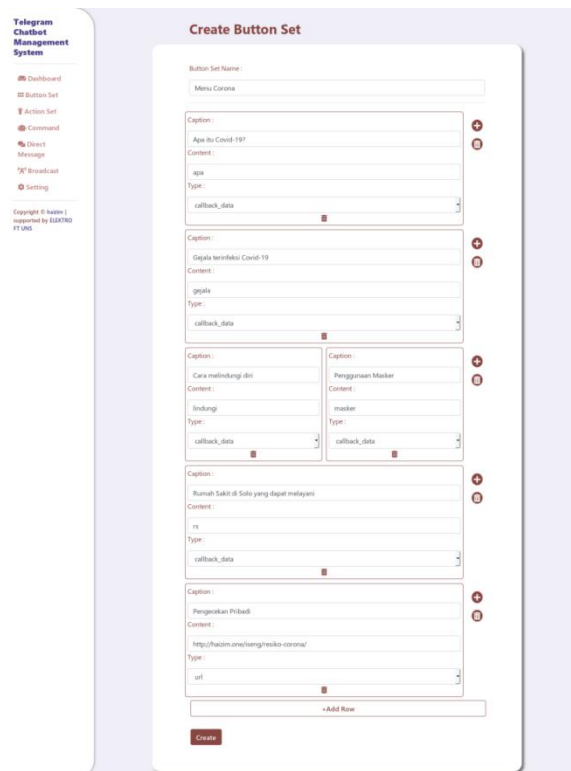 Telegram
Chatbot
Management
System
Dashboard
Button Set
Action Set
Command
Direct
Message
Broadcast
Setting
Copyright © haizim |
supported by ELEKTRO
FT UNS
Create Button Set
Button Set Name :
Menu Corona
Caption :
Apa itu Covid-19?
Content :
apa
Type :
callback_data
Caption :
Gejala terinfeksi Covid-19
Content :
gejala
Type :
callback_data
Caption :
Cara melindungi diri
Content :
lindungi
Type :
callback_data
Caption :
Penggunaan Masker
Content :
masker
Type :
callback_data
Caption :
Rumah Sakit di Solo yang dapat melayani
Content :
rs
Type :
callback_data
Caption :
Pengecekan Pribadi
Content :
http://haizim.one/iseng/resiko-corona/
Type :
url
+Add Row
Create